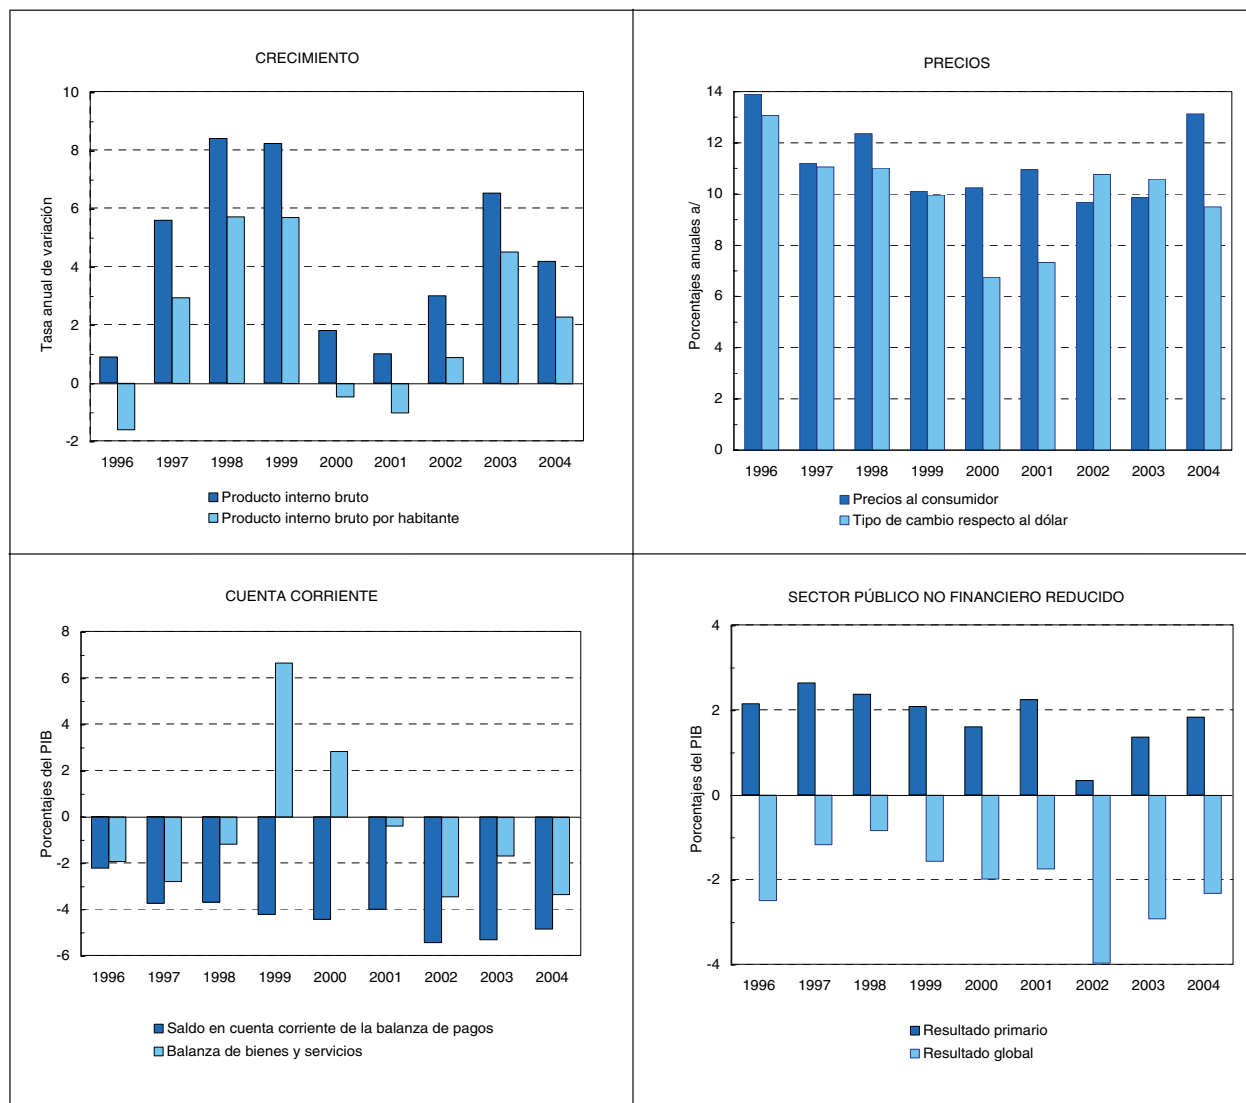 CRECIMIENTO
Tasa anual de variación
10
8
6
4
2
0
-2
1996 1997 1998 1999 2000 2001 2002 2003 2004
Producto interno bruto
Producto interno bruto por habitante
PRECIOS
Porcentajes anuales a/
14
12
10
8
6
4
2
0
1996 1997 1998 1999 2000 2001 2002 2003 2004
Precios al consumidor
Tipo de cambio respecto al dólar
CUENTA CORRIENTE
Porcentajes del PIB
8
6
4
2
0
-2
-4
-6
1996 1997 1998 1999 2000 2001 2002 2003 2004
Saldo en cuenta corriente de la balanza de pagos
Balanza de bienes y servicios
SECTOR PÚBLICO NO FINANCIERO REDUCIDO
Porcentajes del PIB
4
2
0
-2
-4
1996 1997 1998 1999 2000 2001 2002 2003 2004
Resultado primario
Resultado global